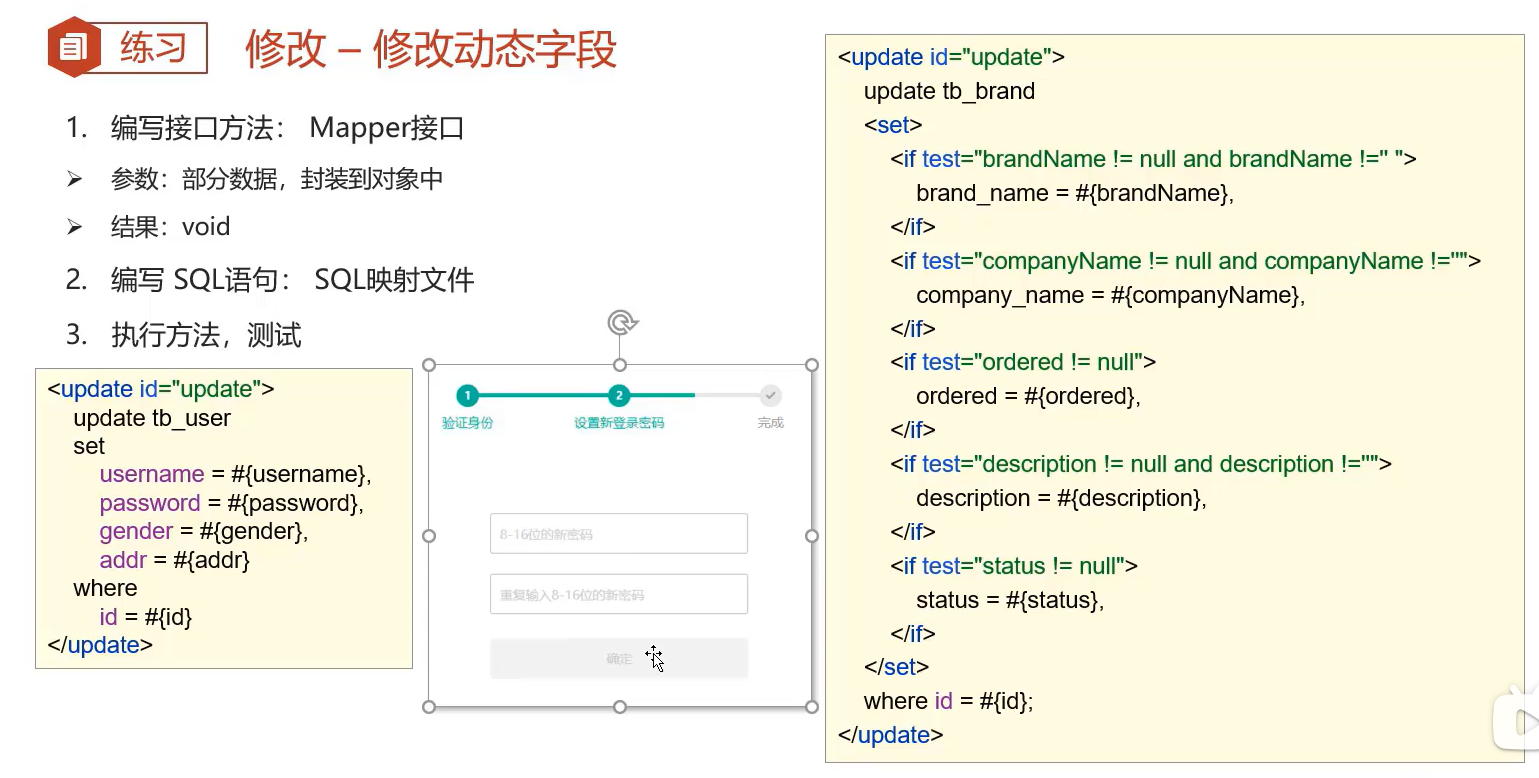 练习
修改 – 修改动态字段
1. 编写接口方法： Mapper接口
➢ 参数：部分数据，封装到对象中
➢ 结果：void
2. 编写 SQL语句： SQL映射文件
3. 执行方法，测试
<update id="update">
update tb_user
set
username = #{username},
password = #{password},
gender = #{gender},
addr = #{addr}
where
id = #{id}
</update>
1
2
验证身份
设置新登录密码
完成
8-16位的新密码
重复输入8-16位的新密码
确定
<update id="update">
update tb_brand
<set>
<if test="brandName != null and brandName !=" ">
brand_name = #{brandName},
</if>
<if test="companyName != null and companyName !="">
company_name = #{companyName},
</if>
<if test="ordered != null">
ordered = #{ordered},
</if>
<if test="description != null and description !="">
description = #{description},
</if>
<if test="status != null">
status = #{status},
</if>
</set>
where id = #{id};
</update>